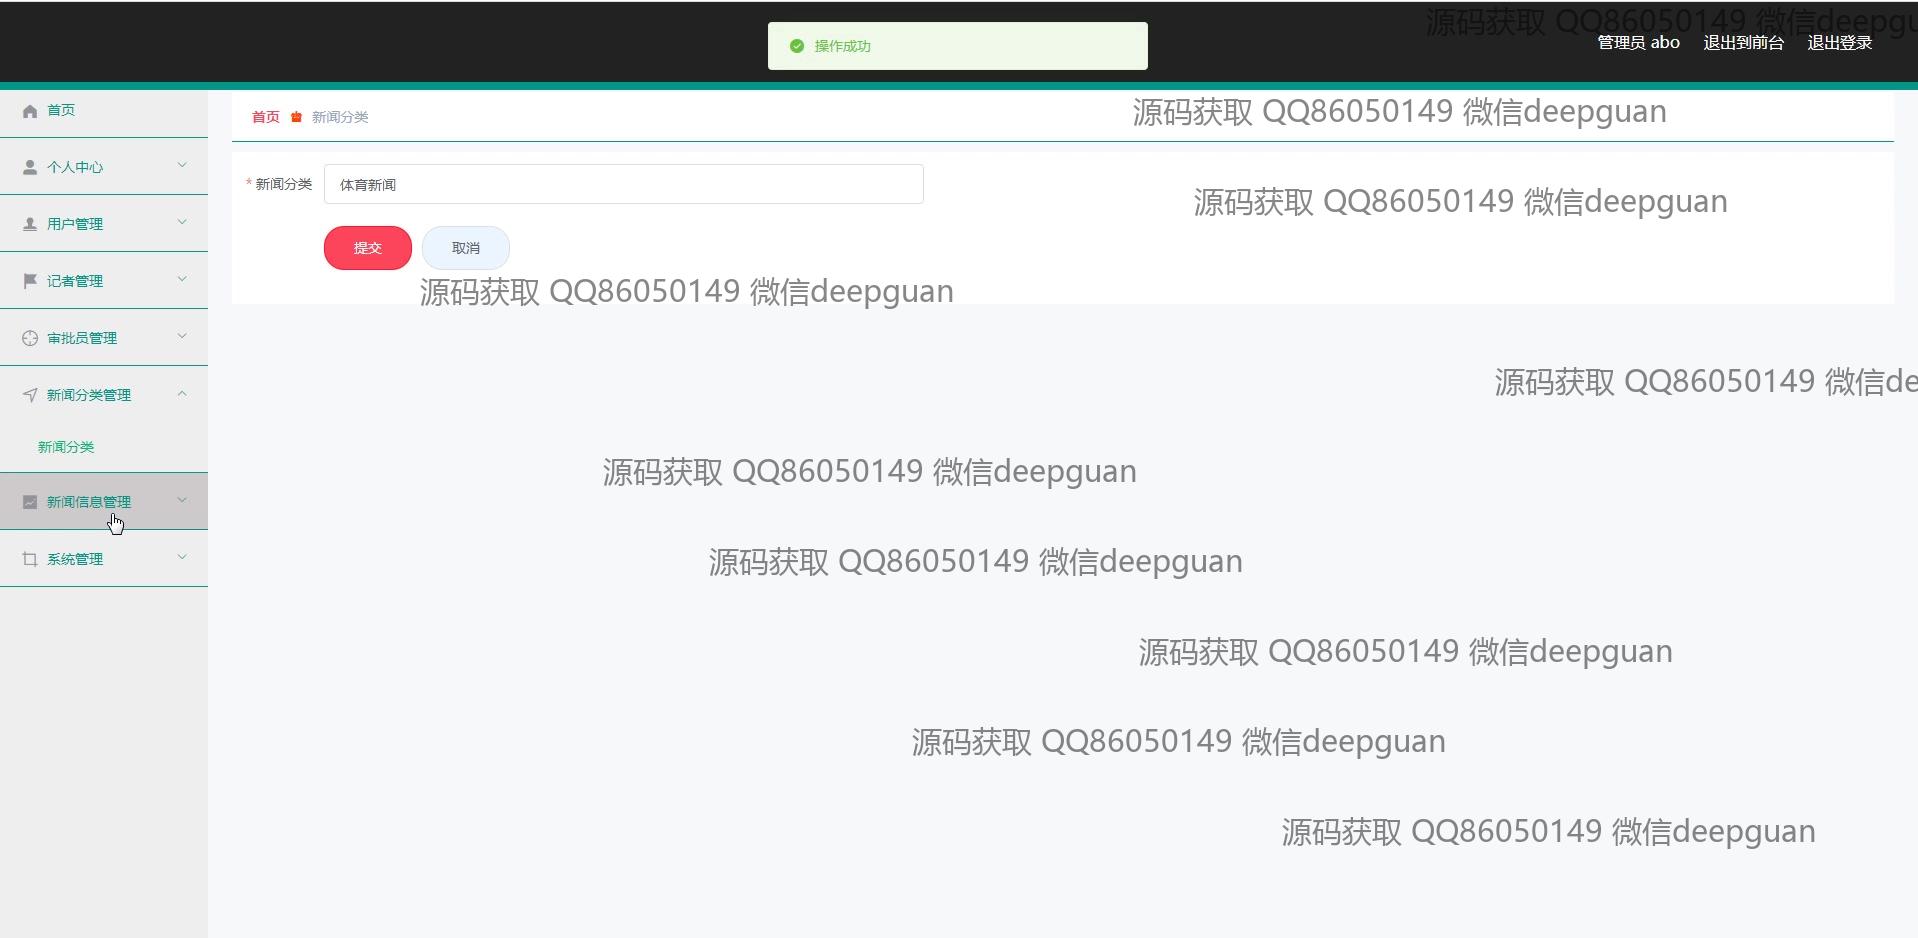 操作成功
源码获取 QQ86050149 微信deepgu
管理员 abo 退出到前台 退出登录
首页
个人中心
用户管理
记者管理
审批员管理
新闻分类管理
新闻分类
新闻信息管理
系统管理
首页 新闻分类
源码获取 QQ86050149 微信deepguan
* 新闻分类 体育新闻
源码获取 QQ86050149 微信deepguan
提交 取消
源码获取 QQ86050149 微信deepguan
源码获取 QQ86050149 微信de
源码获取 QQ86050149 微信deepguan
源码获取 QQ86050149 微信deepguan
源码获取 QQ86050149 微信deepguan
源码获取 QQ86050149 微信deepguan
源码获取 QQ86050149 微信deepguan